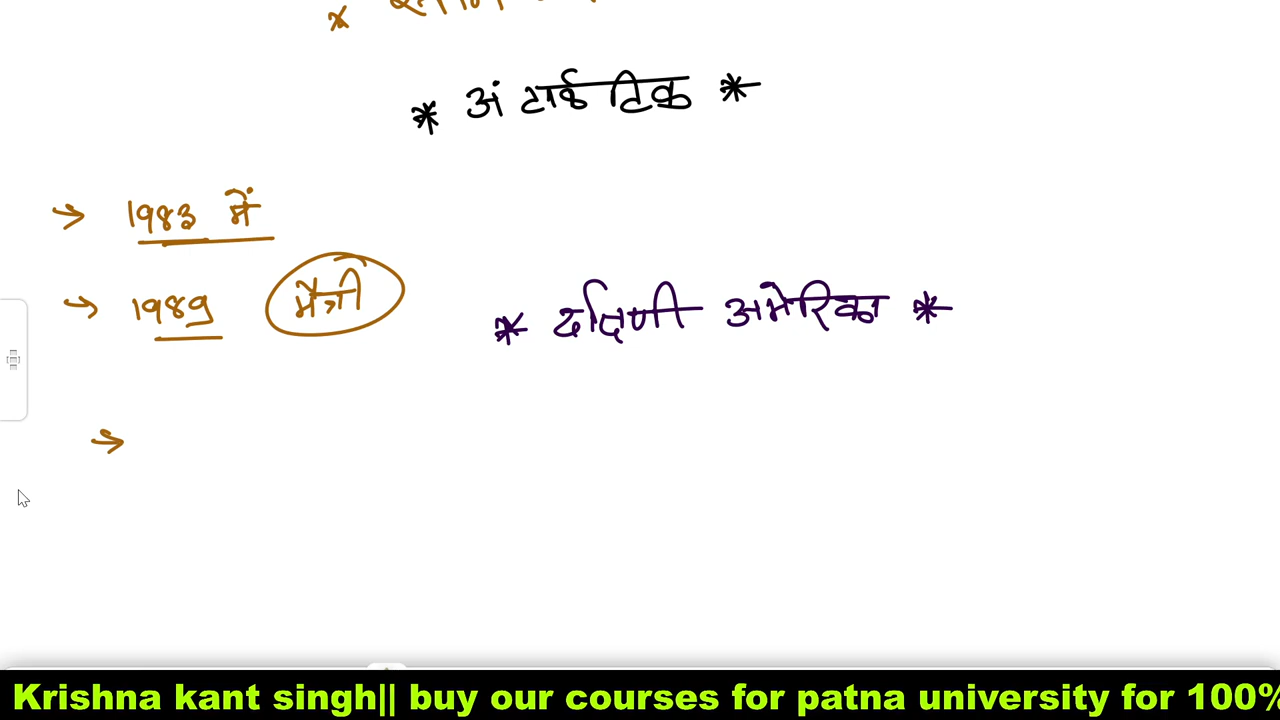 *
* अंटार्कटिक *
→ 1983 में
→ 1989 मैत्री
* दक्षिणी अमेरिका *
→
Krishna kant singh|| buy our courses for patna university for 100%